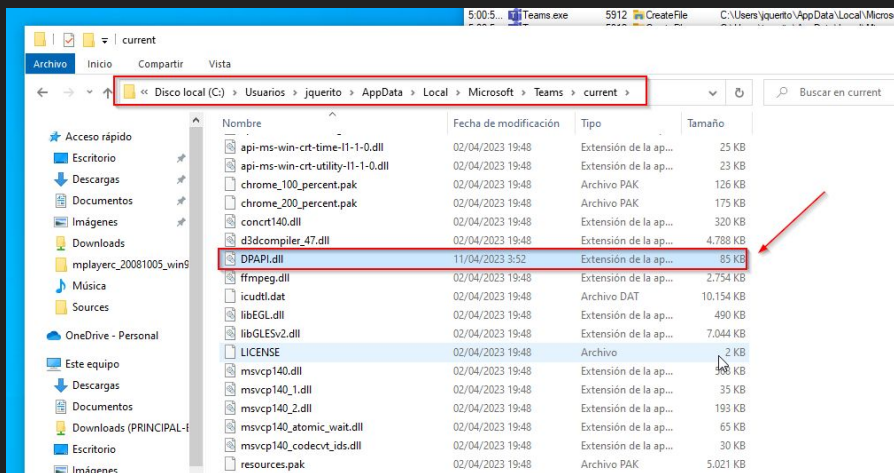 5:00:5... Teams.exe 5912 CreateFile C:\Users\jquerito\AppData\Local\Micros
current
Archivo Inicio Compartir Vista
« Disco local (C:) › Usuarios › jquerito › AppData › Local › Microsoft › Teams › current ›
Buscar en current
Nombre Fecha de modificación Tipo Tamaño
Acceso rápido
Escritorio
Descargas
Documentos
Imágenes
Downloads
mplayerc_20081005_win9
Música
Sources
OneDrive - Personal
Este equipo
Descargas
Documentos
Downloads (PRINCIPAL-E
Escritorio
Imágenes
api-ms-win-crt-time-l1-1-0.dll 02/04/2023 19:48 Extensión de la ap... 25 KB
api-ms-win-crt-utility-l1-1-0.dll 02/04/2023 19:48 Extensión de la ap... 23 KB
chrome_100_percent.pak 02/04/2023 19:48 Archivo PAK 126 KB
chrome_200_percent.pak 02/04/2023 19:48 Archivo PAK 175 KB
concrt140.dll 02/04/2023 19:48 Extensión de la ap... 320 KB
d3dcompiler_47.dll 02/04/2023 19:48 Extensión de la ap... 4.788 KB
DPAPI.dll 11/04/2023 3:52 Extensión de la ap... 85 KB
ffmpeg.dll 02/04/2023 19:48 Extensión de la ap... 2.754 KB
icudtl.dat 02/04/2023 19:48 Archivo DAT 10.154 KB
libEGL.dll 02/04/2023 19:48 Extensión de la ap... 490 KB
libGLESv2.dll 02/04/2023 19:48 Extensión de la ap... 7.044 KB
LICENSE 02/04/2023 19:48 Archivo 2 KB
msvcp140.dll 02/04/2023 19:48 Extensión de la ap... KB
msvcp140_1.dll 02/04/2023 19:48 Extensión de la ap... 35 KB
msvcp140_2.dll 02/04/2023 19:48 Extensión de la ap... 193 KB
msvcp140_atomic_wait.dll 02/04/2023 19:48 Extensión de la ap... 65 KB
msvcp140_codecvt_ids.dll 02/04/2023 19:48 Extensión de la ap... 30 KB
resources.pak 02/04/2023 19:48 Archivo PAK 5.021 KB